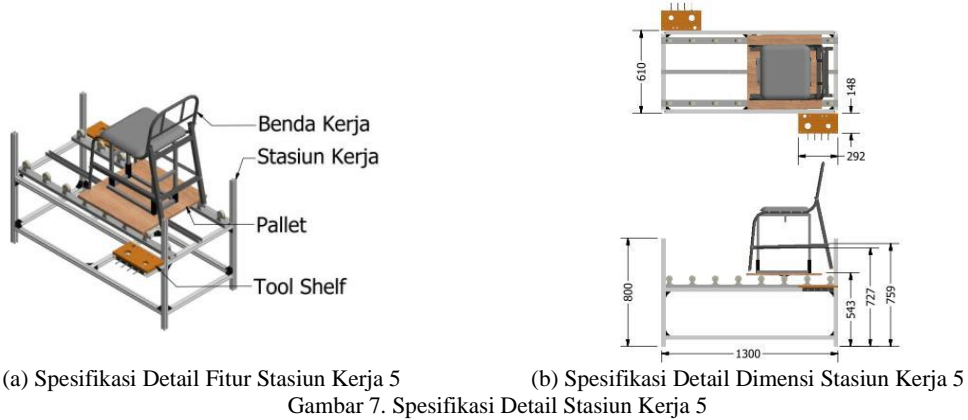 Benda Kerja
Stasiun Kerja
Pallet
Tool Shelf
610
148
292
800
543
727
759
1300
(a) Spesifikasi Detail Fitur Stasiun Kerja 5
(b) Spesifikasi Detail Dimensi Stasiun Kerja 5
Gambar 7. Spesifikasi Detail Stasiun Kerja 5